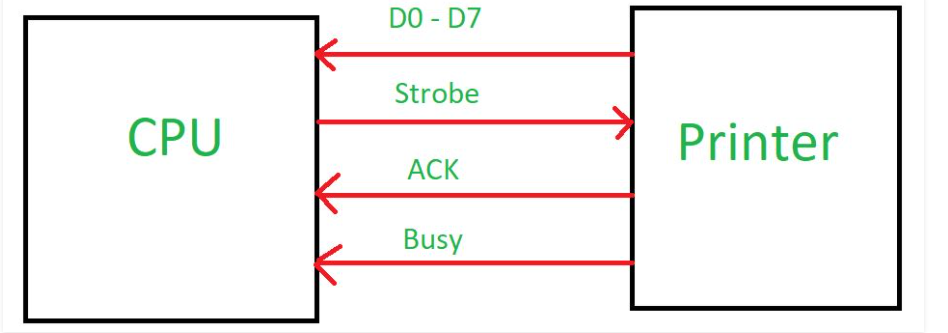 D0 - D7
Strobe
CPU
Printer
ACK
Busy